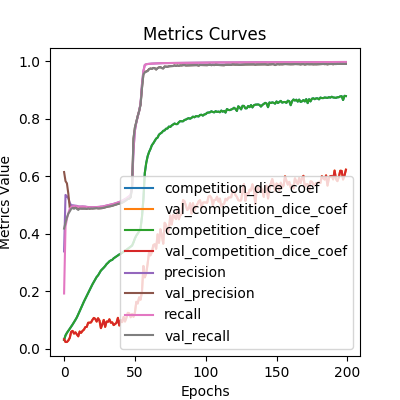 Metrics Curves
1.0
0.8
0.6
0.4
0.2
0.0
Metrics Value
competition_dice_coef
val_competition_dice_coef
competition_dice_coef
val_competition_dice_coef
precision
val_precision
recall
val_recall
0 50 100 150 200
Epochs